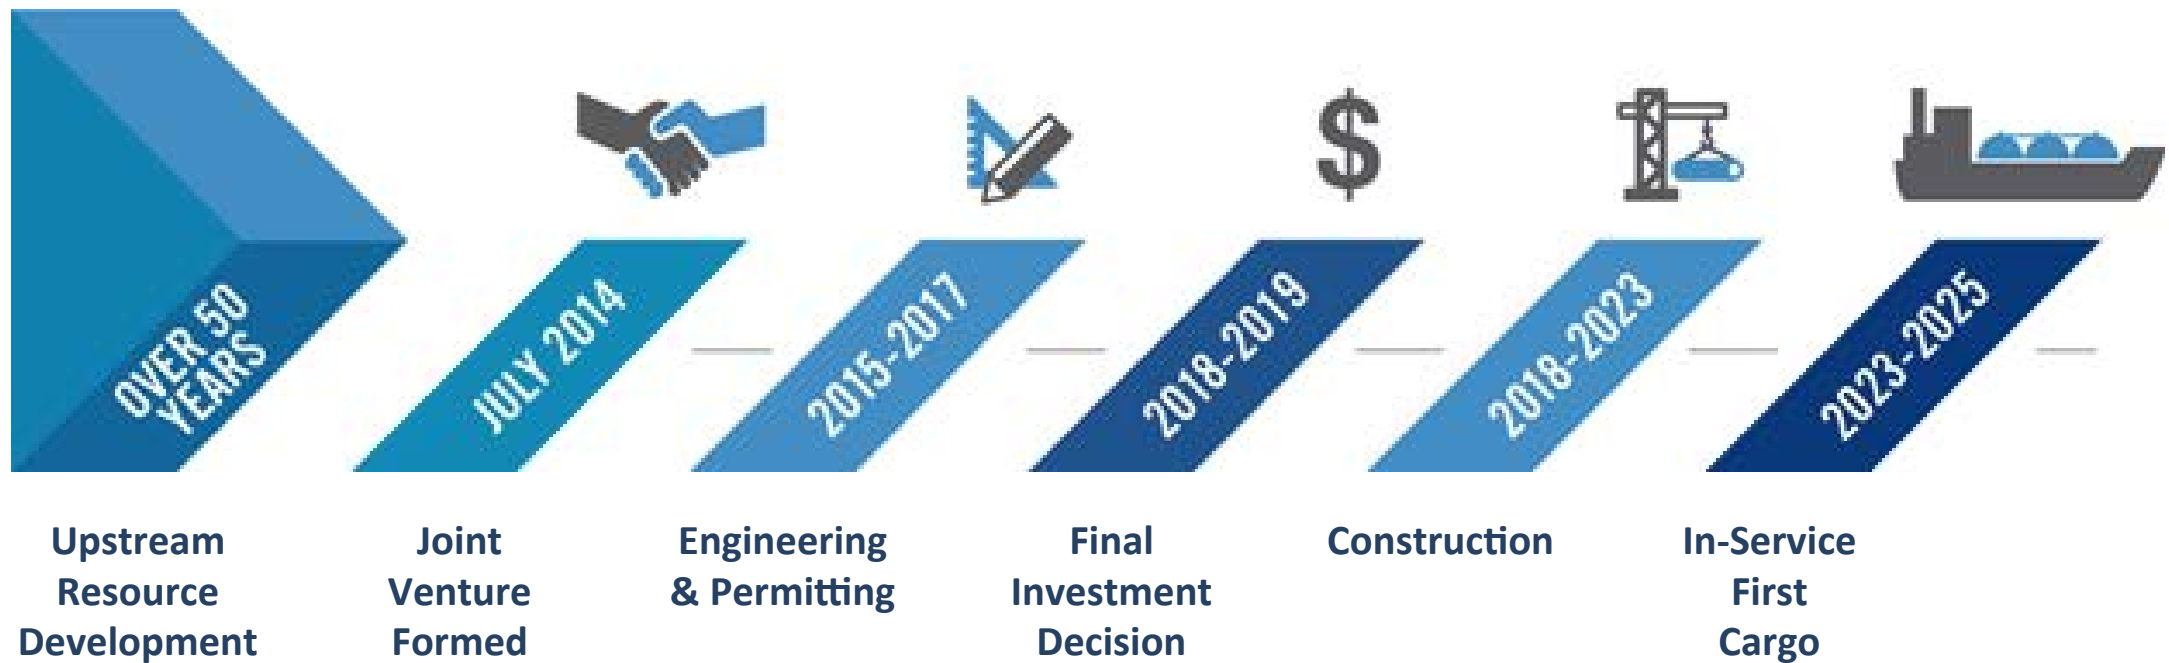 OVER 50
YEARS
JULY 2014
2015-2017
2018-2019
2018-2023
2023-2025
Upstream
Resource
Development
Joint
Venture
Formed
Engineering
& Permitting
Final
Investment
Decision
Construction
In-Service
First
Cargo
$